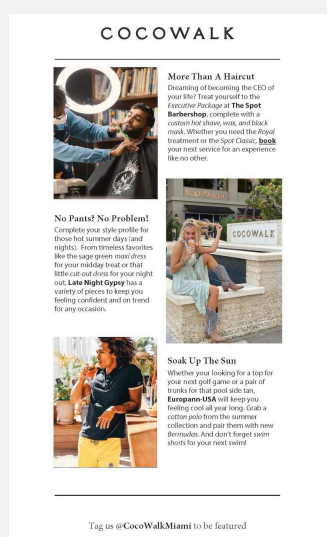 COCOWALK
More Than A Haircut
Dreaming of becoming the CEO of
your life? Treat yourself to the
Executive Package at The Spot
Barbershop, complete with a
custom hot shave, wax, and black
mask. Whether you need the Royal
treatment or the Spot Classic, book
your next service for an experience
like no other.
COCOWALK
No Pants? No Problem!
Complete your style profile for
those hot summer days (and
nights). From timeless favorites
like the sage green maxi dress
for your midday treat or that
little cut-out dress for your night
out, Late Night Gypsy has a
variety of pieces to keep you
feeling confident and on trend
for any occasion.
Soak Up The Sun
Whether your looking for a top for
your next golf game or a pair of
trunks for that pool side tan,
Europann-USA will keep you
feeling cool all year long. Grab a
cotton polo from the summer
collection and pair them with new
Bermudas. And don't forget swim
shorts for your next swim!
Tag us @CocoWalkMiami to be featured